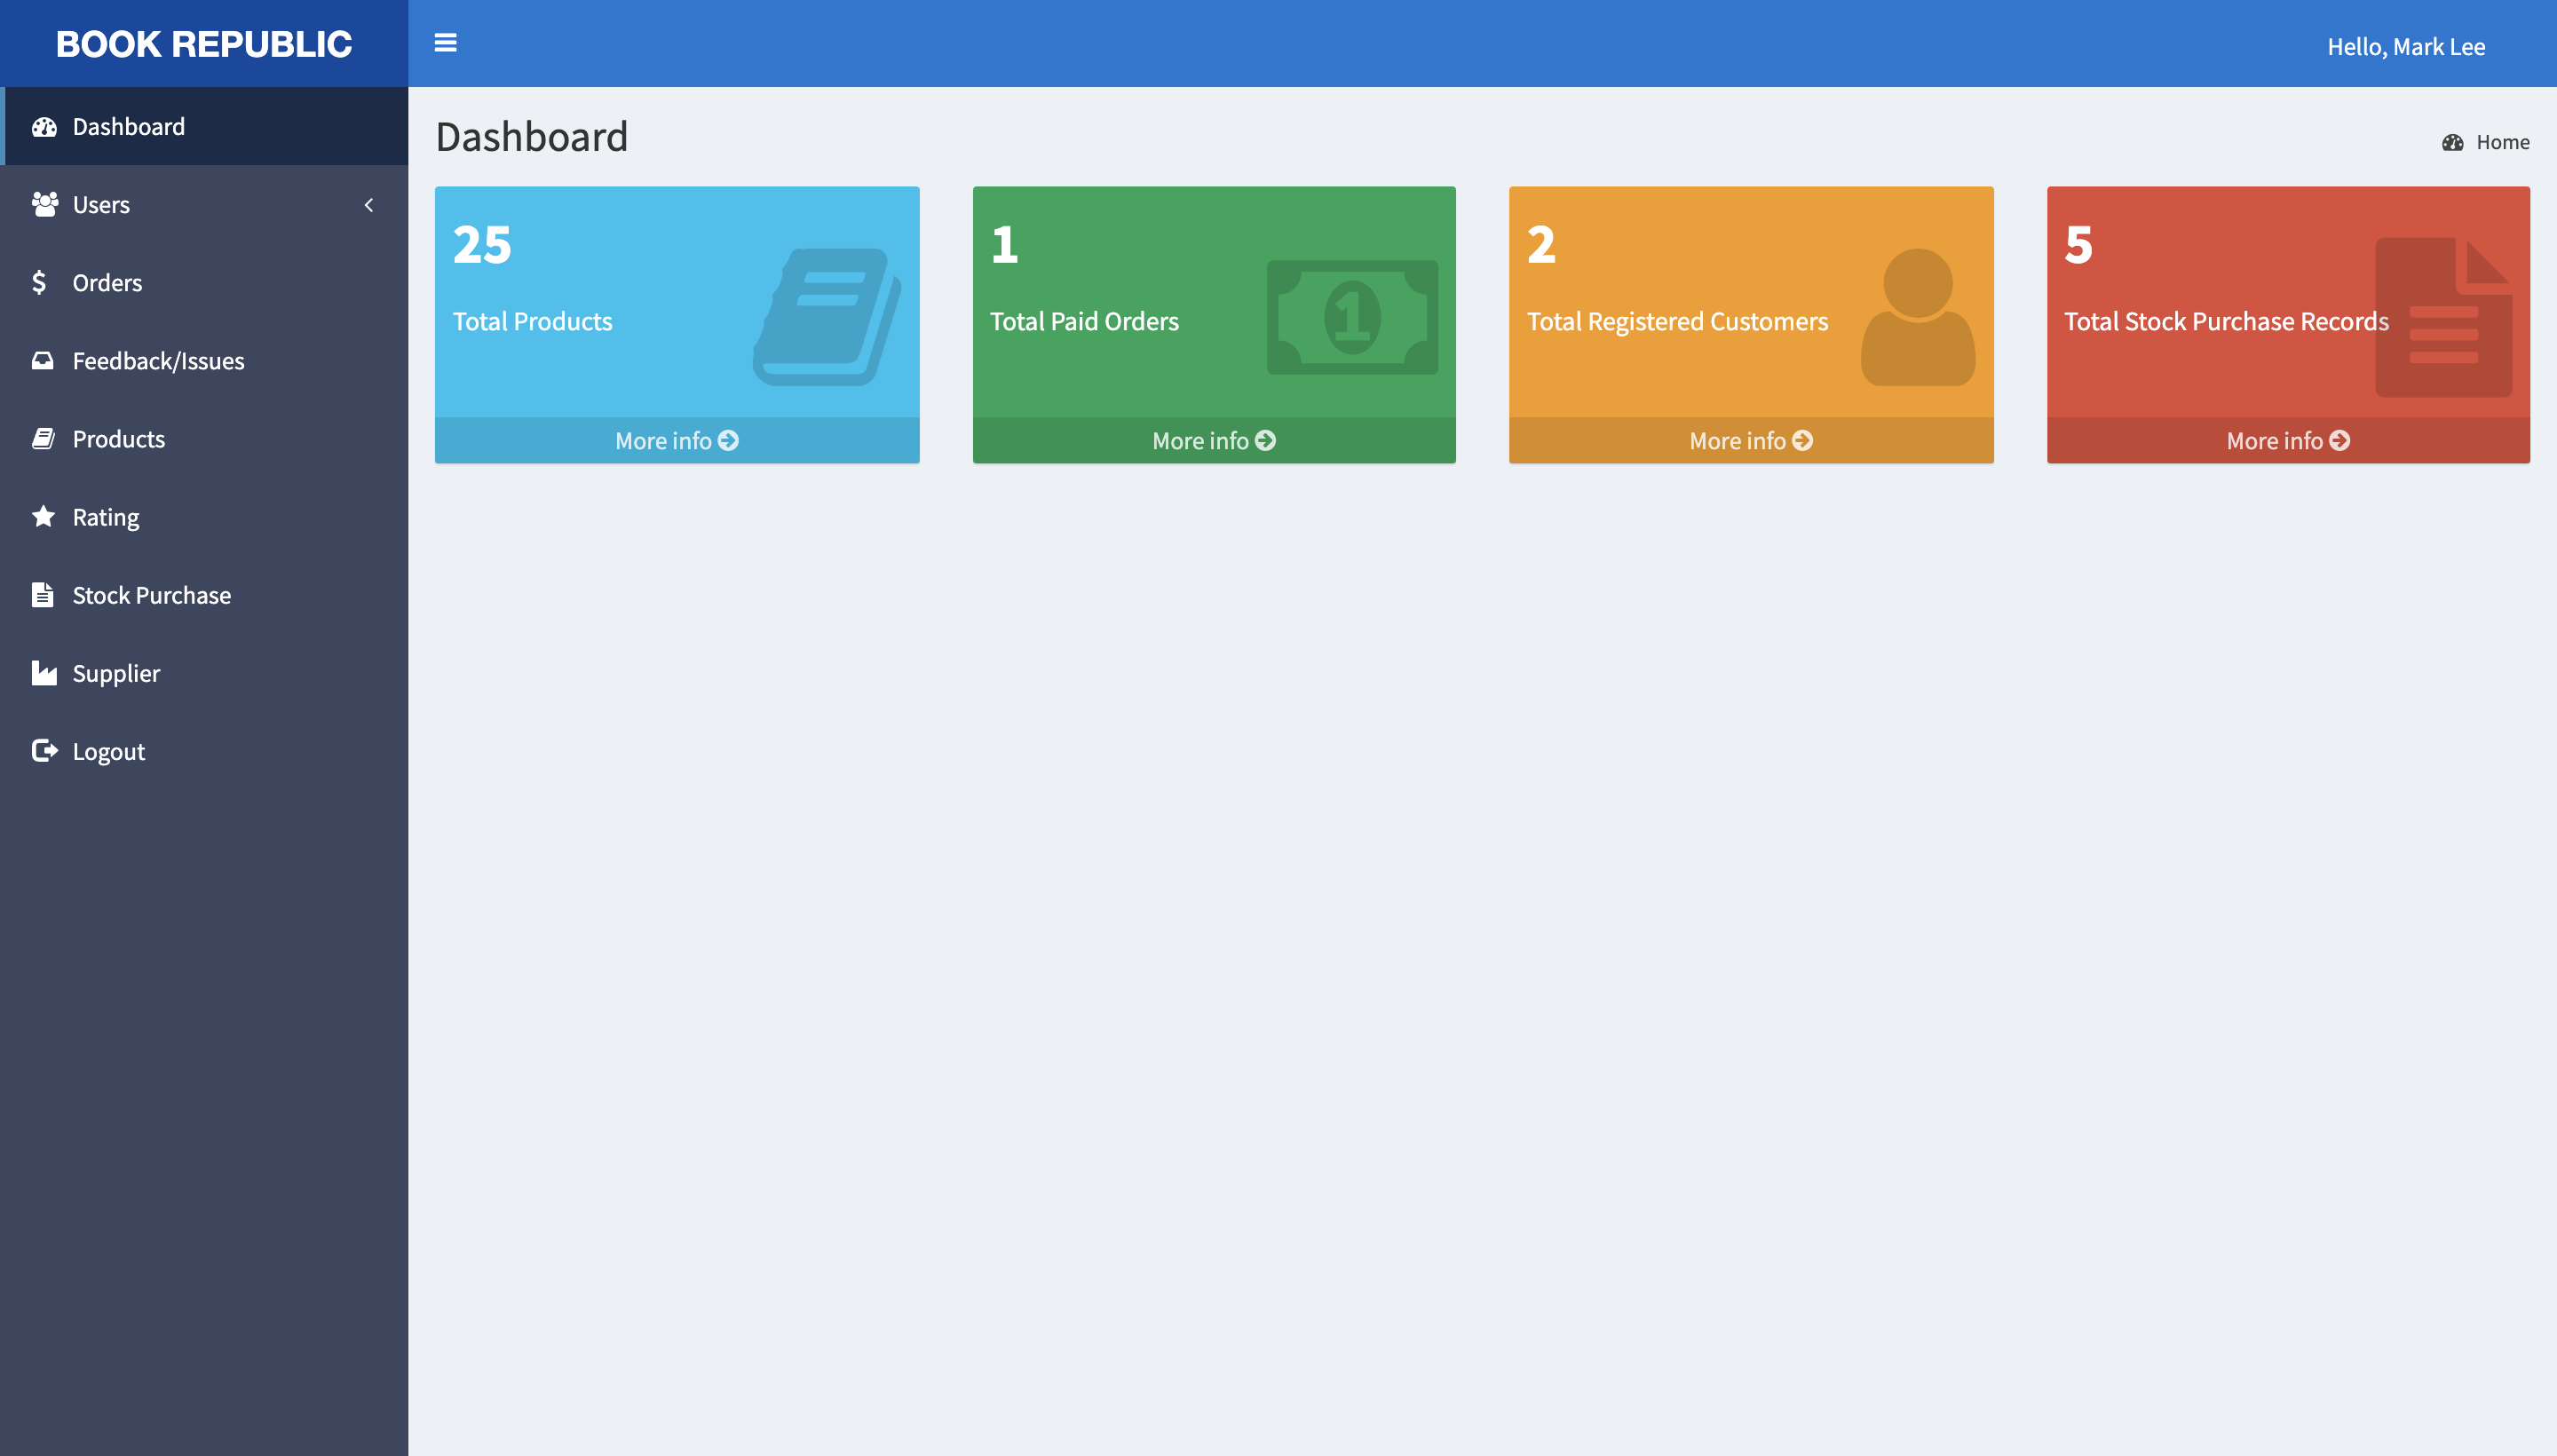 BOOK REPUBLIC
Hello, Mark Lee
Dashboard
Users
Orders
Feedback/Issues
Products
Rating
Stock Purchase
Supplier
Logout
Dashboard
Home
25
Total Products
More info
1
Total Paid Orders
1
More info
2
Total Registered Customers
More info
5
Total Stock Purchase Records
More info